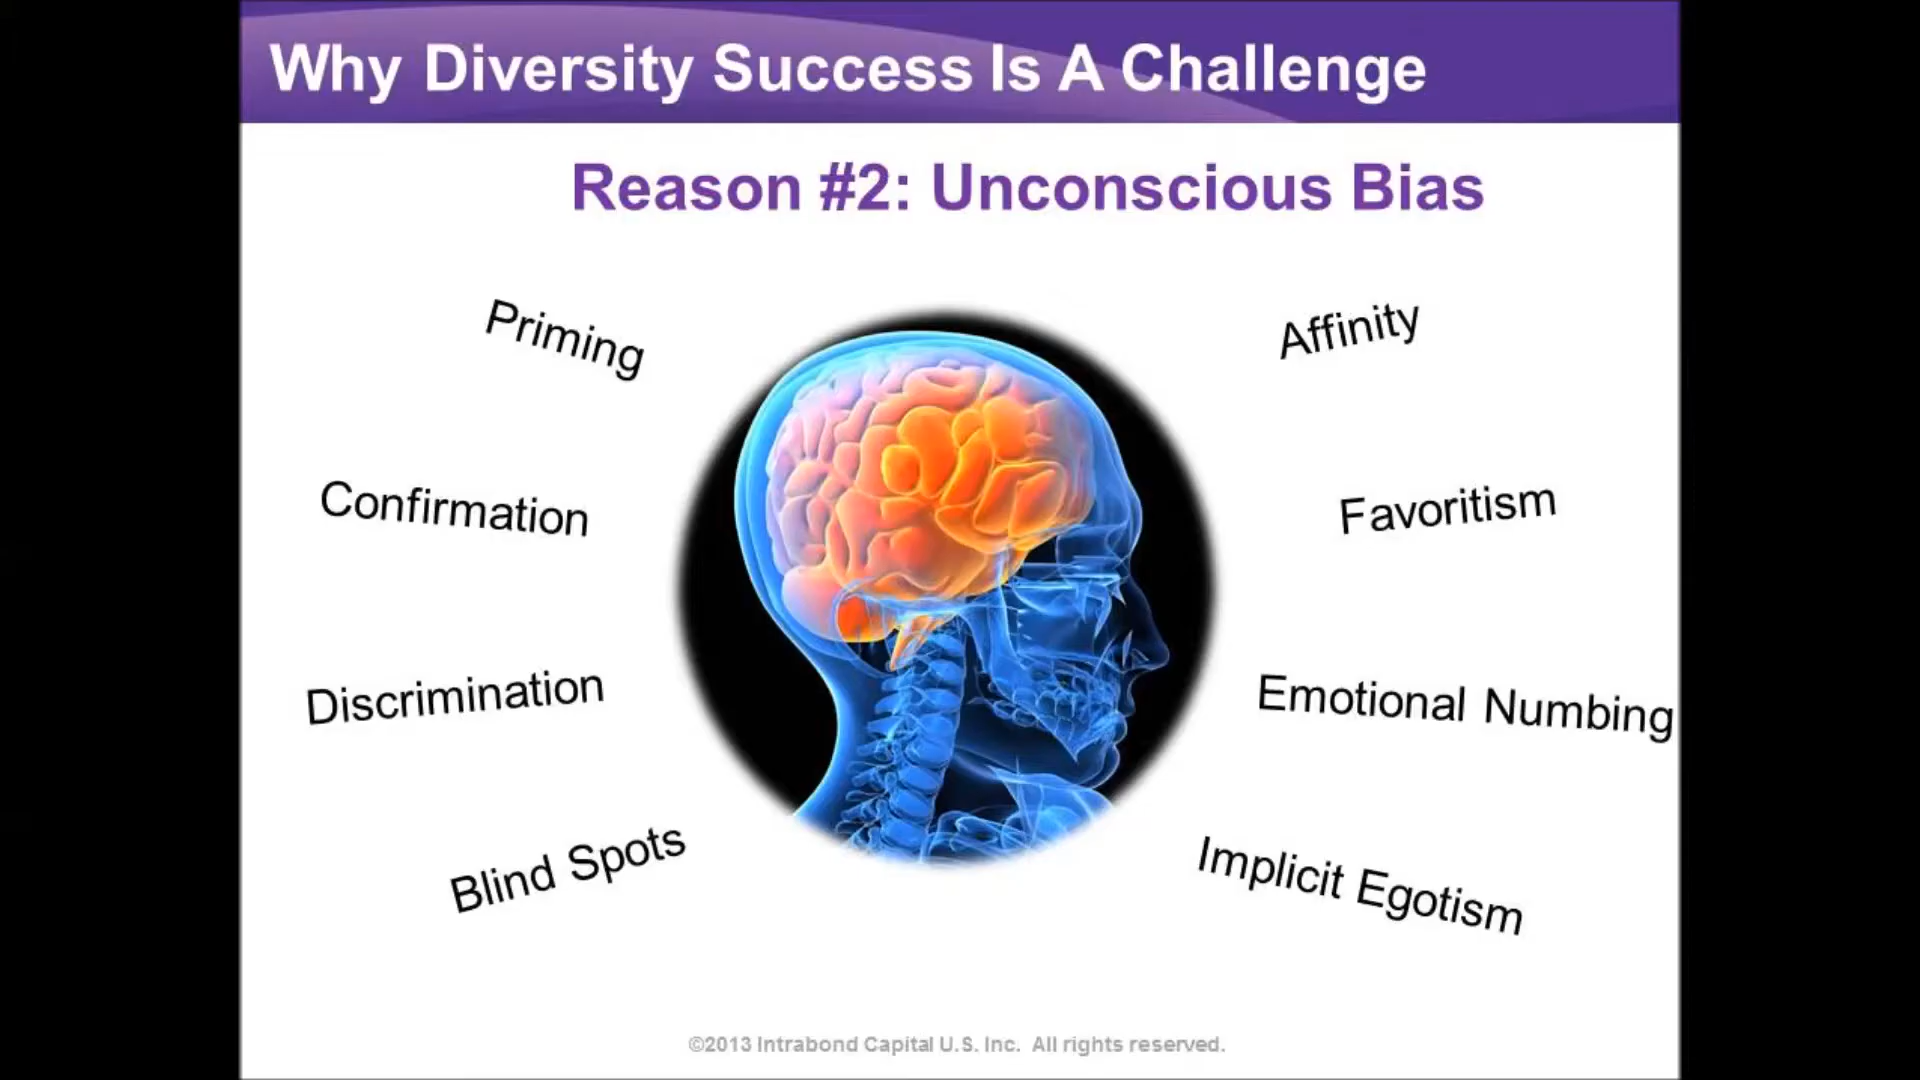 Why Diversity Success Is A Challenge
Reason #2: Unconscious Bias
Priming
Affinity
Confirmation
Favoritism
Discrimination
Emotional Numbing
Blind Spots
Implicit Egotism
©2013 Intrabond Capital U.S. Inc. All rights reserved.